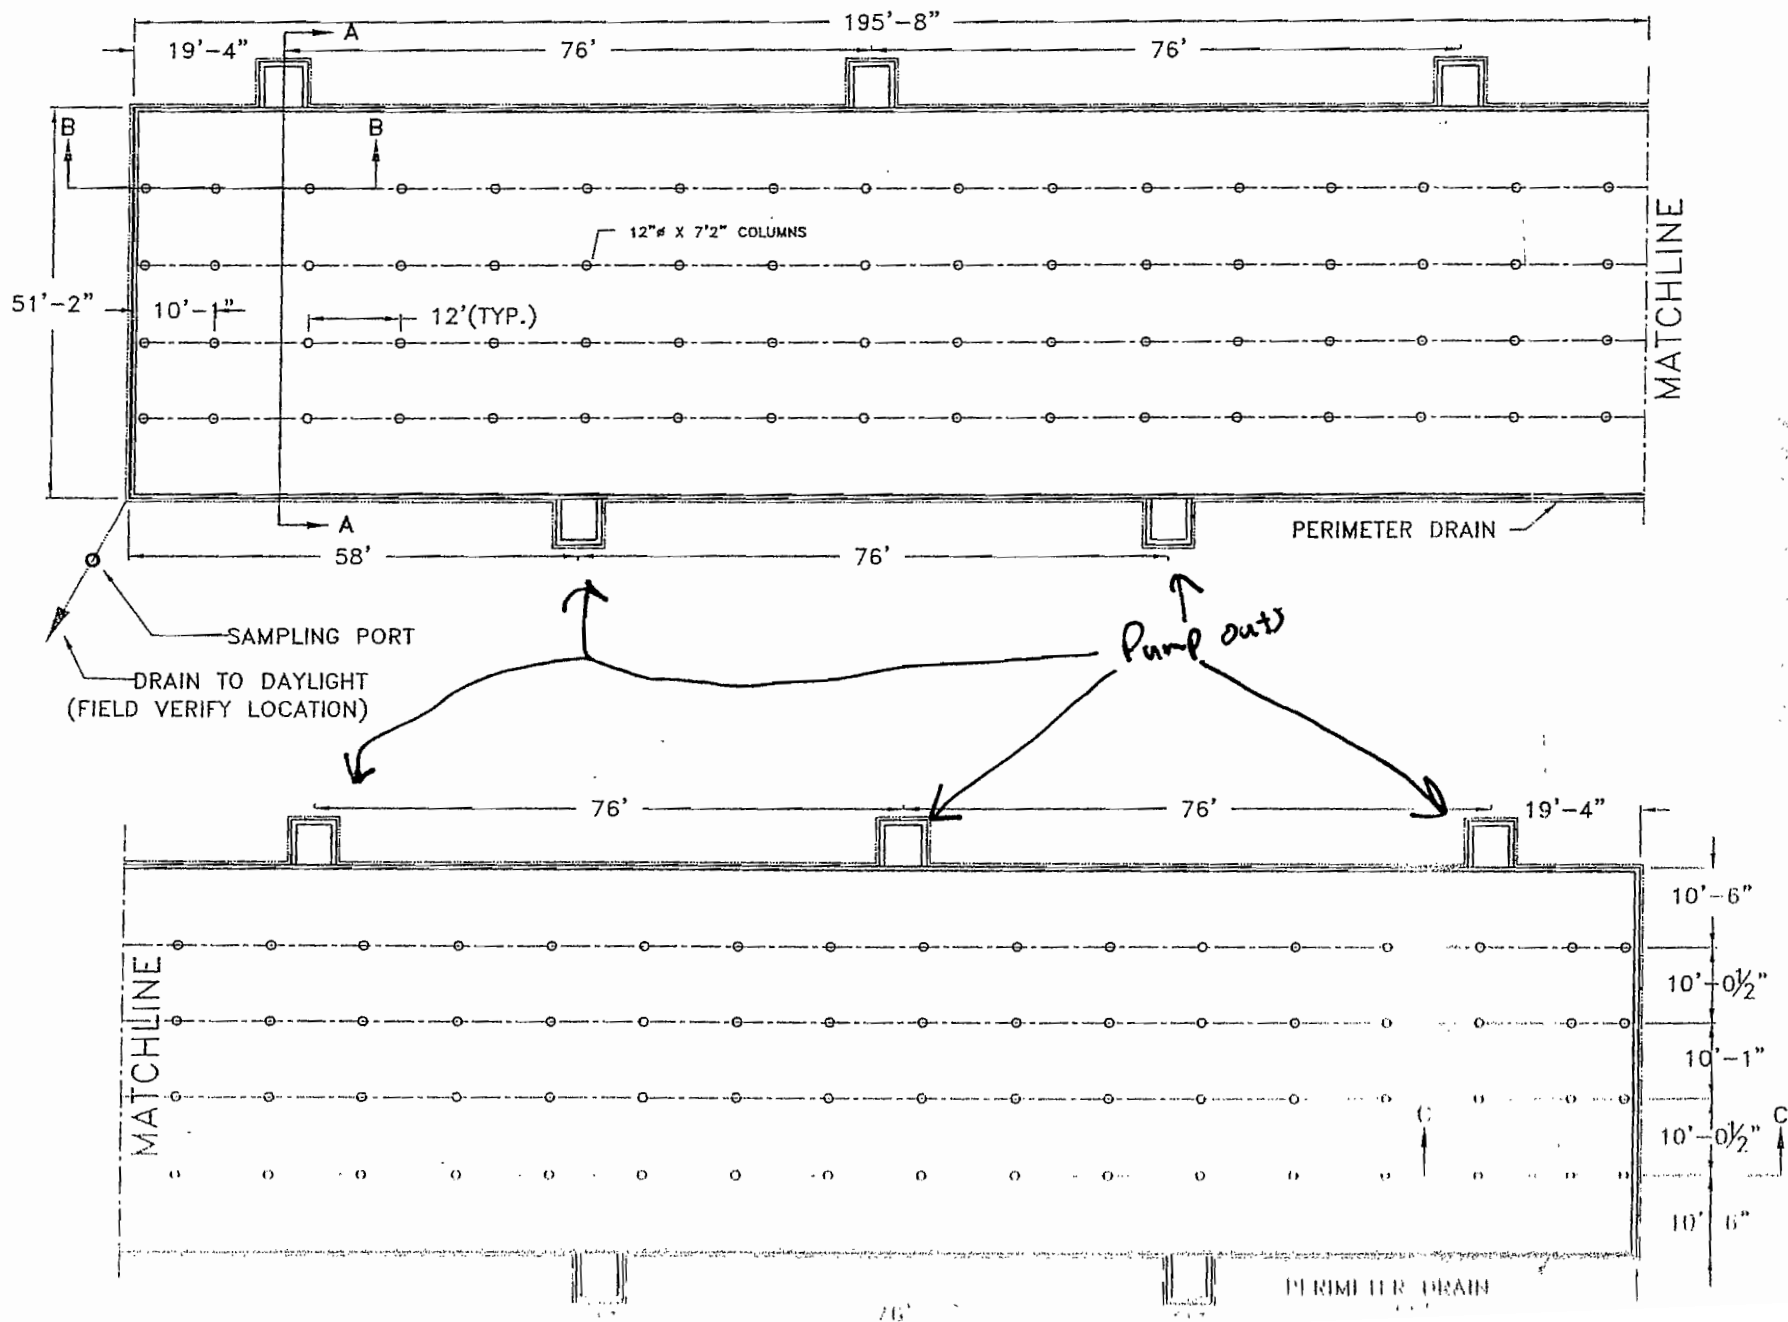 195'-8"
A
19'-4"
76'
76'
B
B
12"ø X 7'2" COLUMNS
51'-2"
10'-1"
12'(TYP.)
MATCHLINE
A
PERIMETER DRAIN
58'
76'
SAMPLING PORT
Pump outs
DRAIN TO DAYLIGHT
(FIELD VERIFY LOCATION)
76'
76'
19'-4"
10'-6"
10'-0½"
MATCHLINE
10'-1"
C
C
10'-0½"
10' 6"
PERIMETER DRAIN
76'